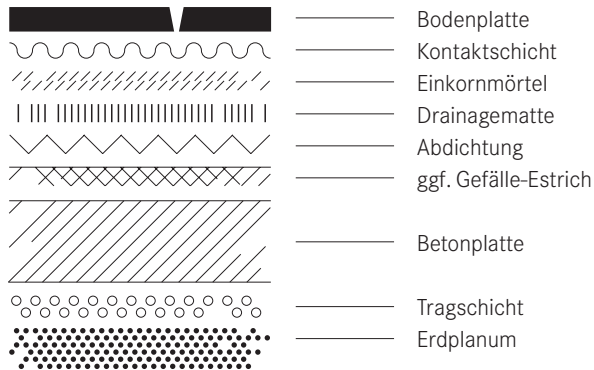 Bodenplatte
Kontaktschicht
Einkornmörtel
Drainagematte
Abdichtung
ggf. Gefälle-Estrich
Betonplatte
Tragschicht
Erdplanum